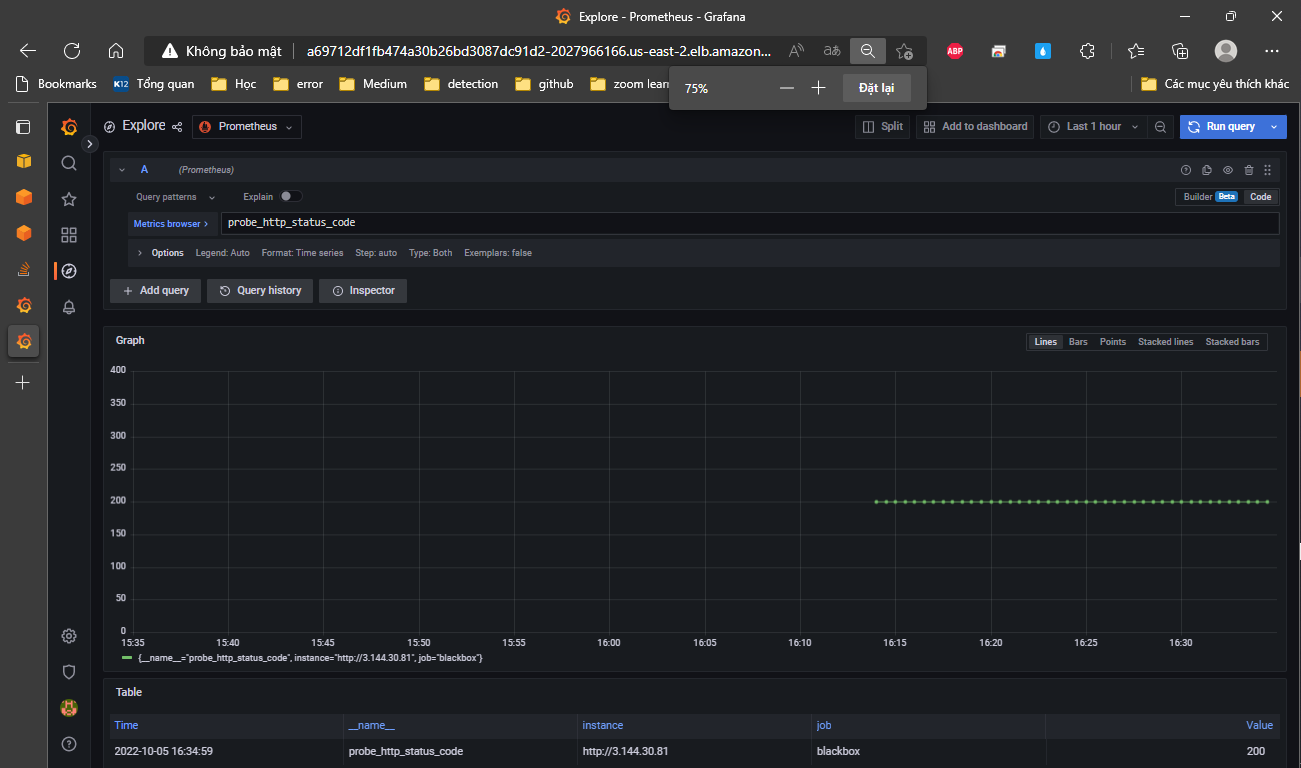 Explore - Prometheus - Grafana
Không bảo mật a69712df1fb474a30b26bd3087dc91d2-2027966166.us-east-2.elb.amazon... A aあ ABP
Bookmarks K12 Tổng quan Học error Medium detection github zoom lean Các mục yêu thích khác
75% Đặt lại
Explore Prometheus Split Add to dashboard Last 1 hour Run query
A (Prometheus)
Query patterns Explain Builder Beta Code
Metrics browser > probe_http_status_code
Options Legend: Auto Format: Time series Step: auto Type: Both Exemplars: false
+ Add query Query history Inspector
Graph Lines Bars Points Stacked lines Stacked bars
400
350
300
250
200
150
100
50
0
15:35 15:40 15:45 15:50 15:55 16:00 16:05 16:10 16:15 16:20 16:25 16:30
{__name__="probe_http_status_code", instance="http://3.144.30.81", job="blackbox"}
Table
Time __name__ instance job Value
2022-10-05 16:34:59 probe_http_status_code http://3.144.30.81 blackbox 200